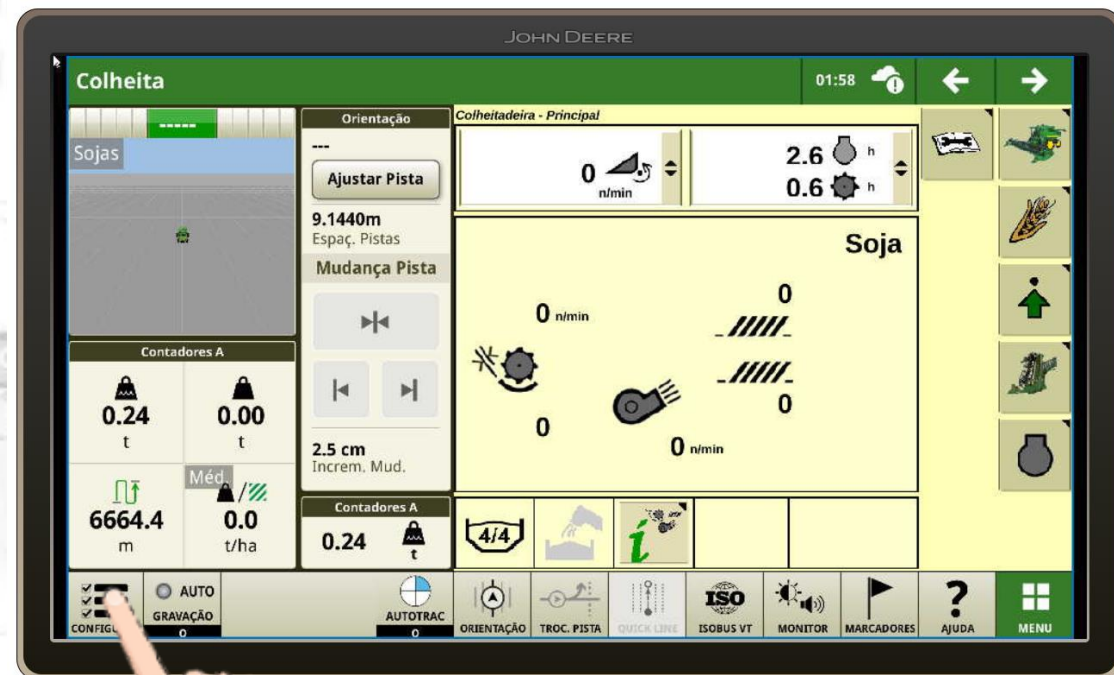 JOHN DEERE
Colheita
01:58
-----
Sojas
Contadores A
0.24
t
0.00
t
6664.4
m
Méd.
0.0
t/ha
Orientação
---
Ajustar Pista
9.1440m
Espaç. Pistas
Mudança Pista
2.5 cm
Increm. Mud.
Contadores A
0.24
t
Colheitadeira - Principal
0
n/min
2.6 h
0.6 h
Soja
0 n/min
0
0
0
0 n/min
4/4
i
AUTO
GRAVAÇÃO
0
AUTOTRAC
0
ORIENTAÇÃO
TROC. PISTA
QUICK LINE
ISO
ISOBUS VT
MONITOR
MARCADORES
?
AJUDA
MENU